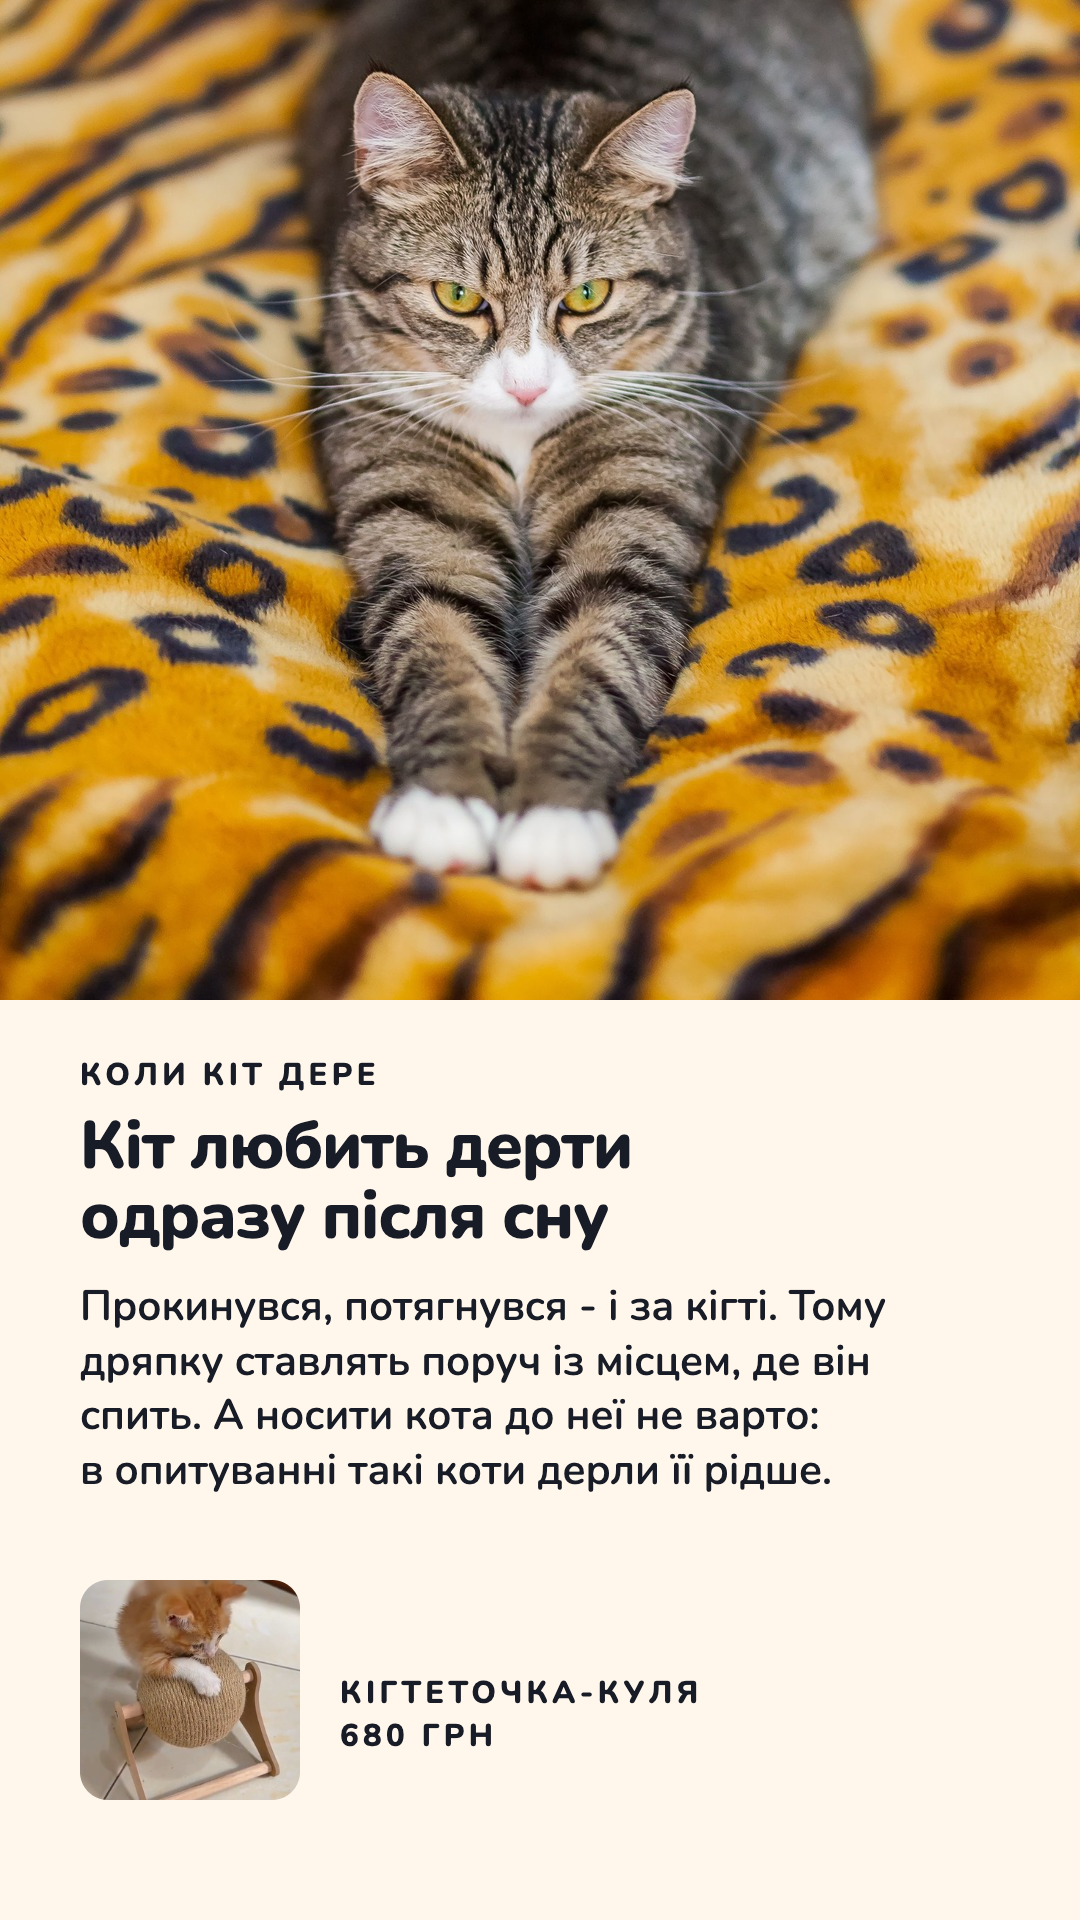 КОЛИ КІТ ДЕРЕ
Кіт любить дерти
одразу після сну
Прокинувся, потягнувся - і за кігті. Тому
дряпку ставлять поруч із місцем, де він
спить. А носити кота до неї не варто:
в опитуванні такі коти дерли її рідше.
КІГТЕТОЧКА-КУЛЯ
680 ГРН